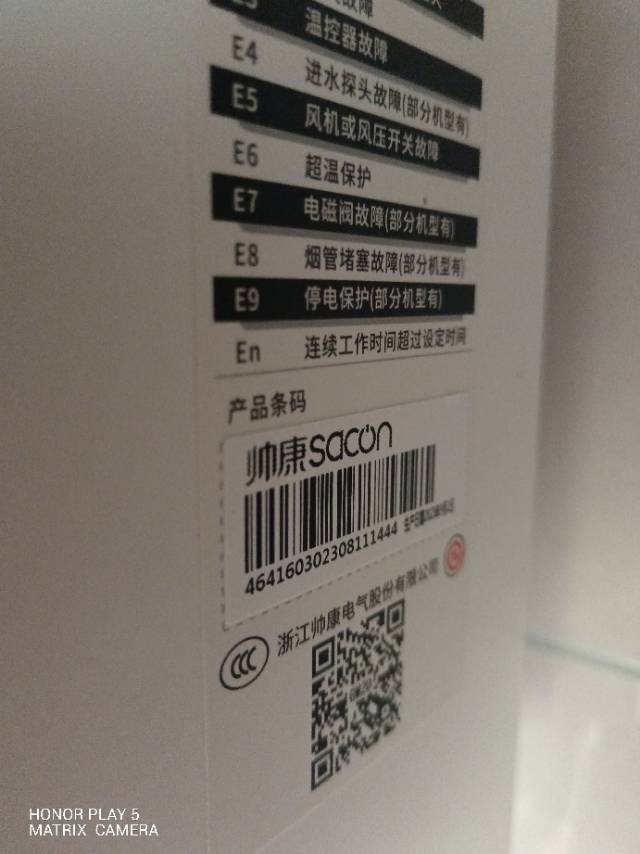 E3 温控器故障
E4 进水探头故障(部分机型有)
E5 风机或风压开关故障
E6 超温保护
E7 电磁阀故障(部分机型有)
E8 烟管堵塞故障(部分机型有)
E9 停电保护(部分机型有)
En 连续工作时间超过设定时间
产品条码
帅康sacon
464160302308111444
浙江帅康电气股份有限公司
HONOR PLAY 5
MATRIX CAMERA